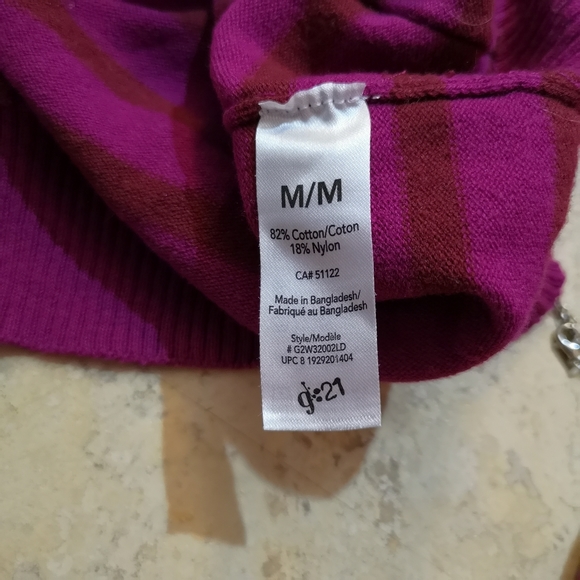 M/M
82% Cotton/Coton
18% Nylon
CA# 51122
Made in Bangladesh/
Fabriqué au Bangladesh
Style/Modèle
# G2W32002LD
UPC 8 1929201404
g:21